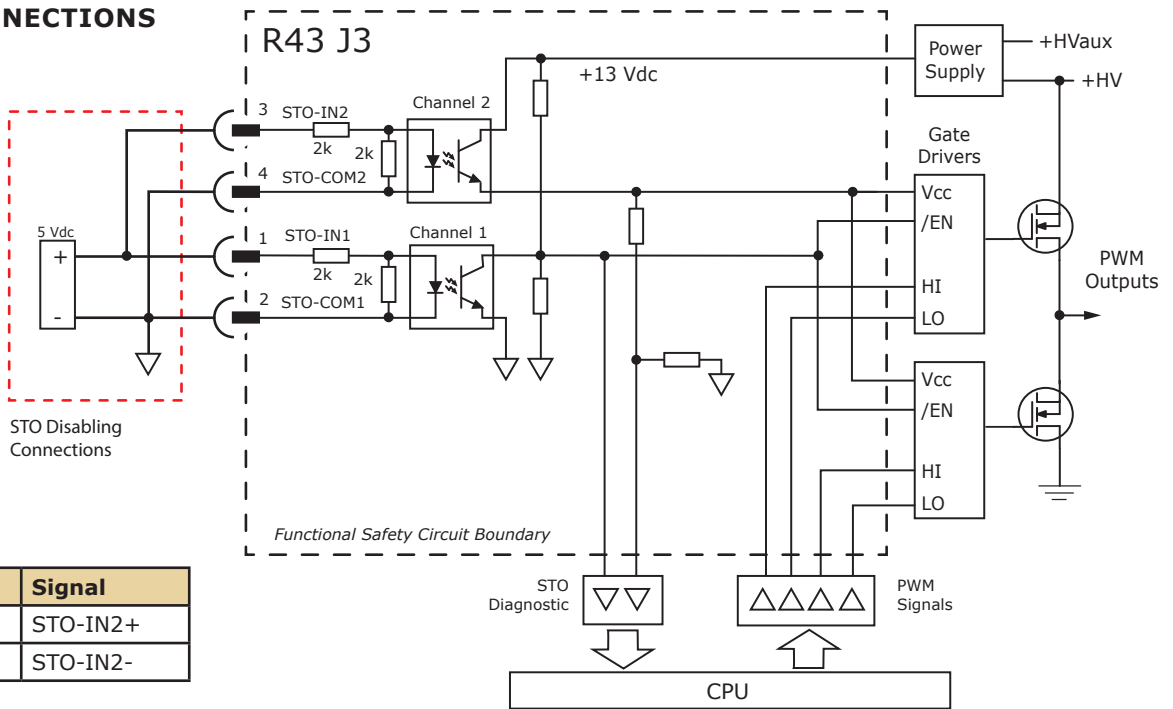 NECTIONS
R43 J3
+13 Vdc
Power
Supply
+HVaux
+HV
3
STO-IN2
2k
2k
Channel 2
4
STO-COM2
Gate
Drivers
Vcc
/EN
HI
LO
5 Vdc
+
-
1
STO-IN1
2k
2k
Channel 1
2
STO-COM1
PWM
Outputs
Vcc
/EN
HI
LO
STO Disabling
Connections
Functional Safety Circuit Boundary
Signal
STO-IN2+
STO-IN2-
STO
Diagnostic
PWM
Signals
CPU